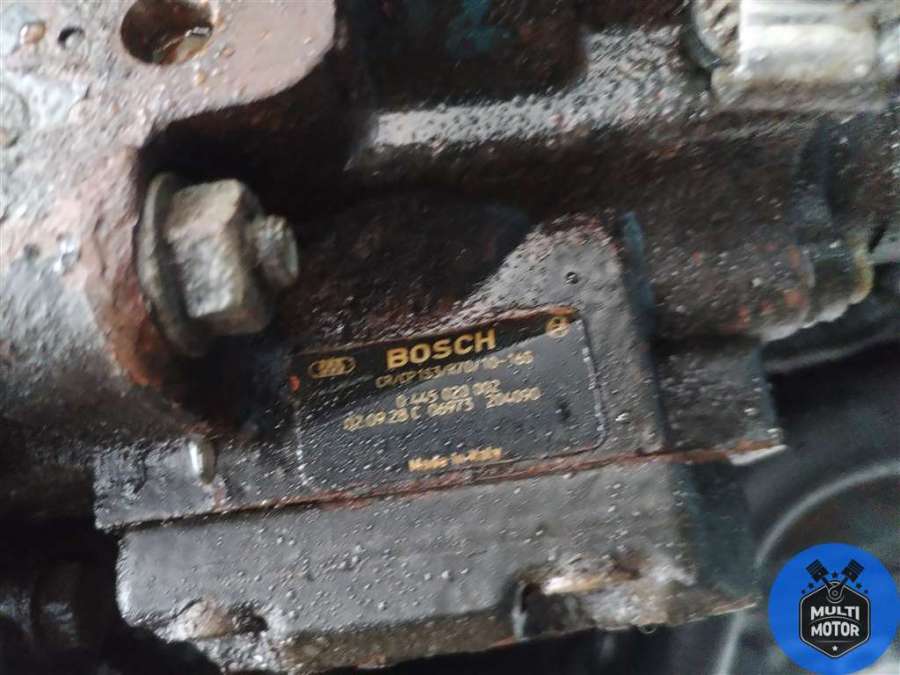 BOSCH
CR/CP1S3/R70/10-16S
0 445 020 002
02.09.28 C 06973 204090
Made in Italy
MULTI
MOTOR